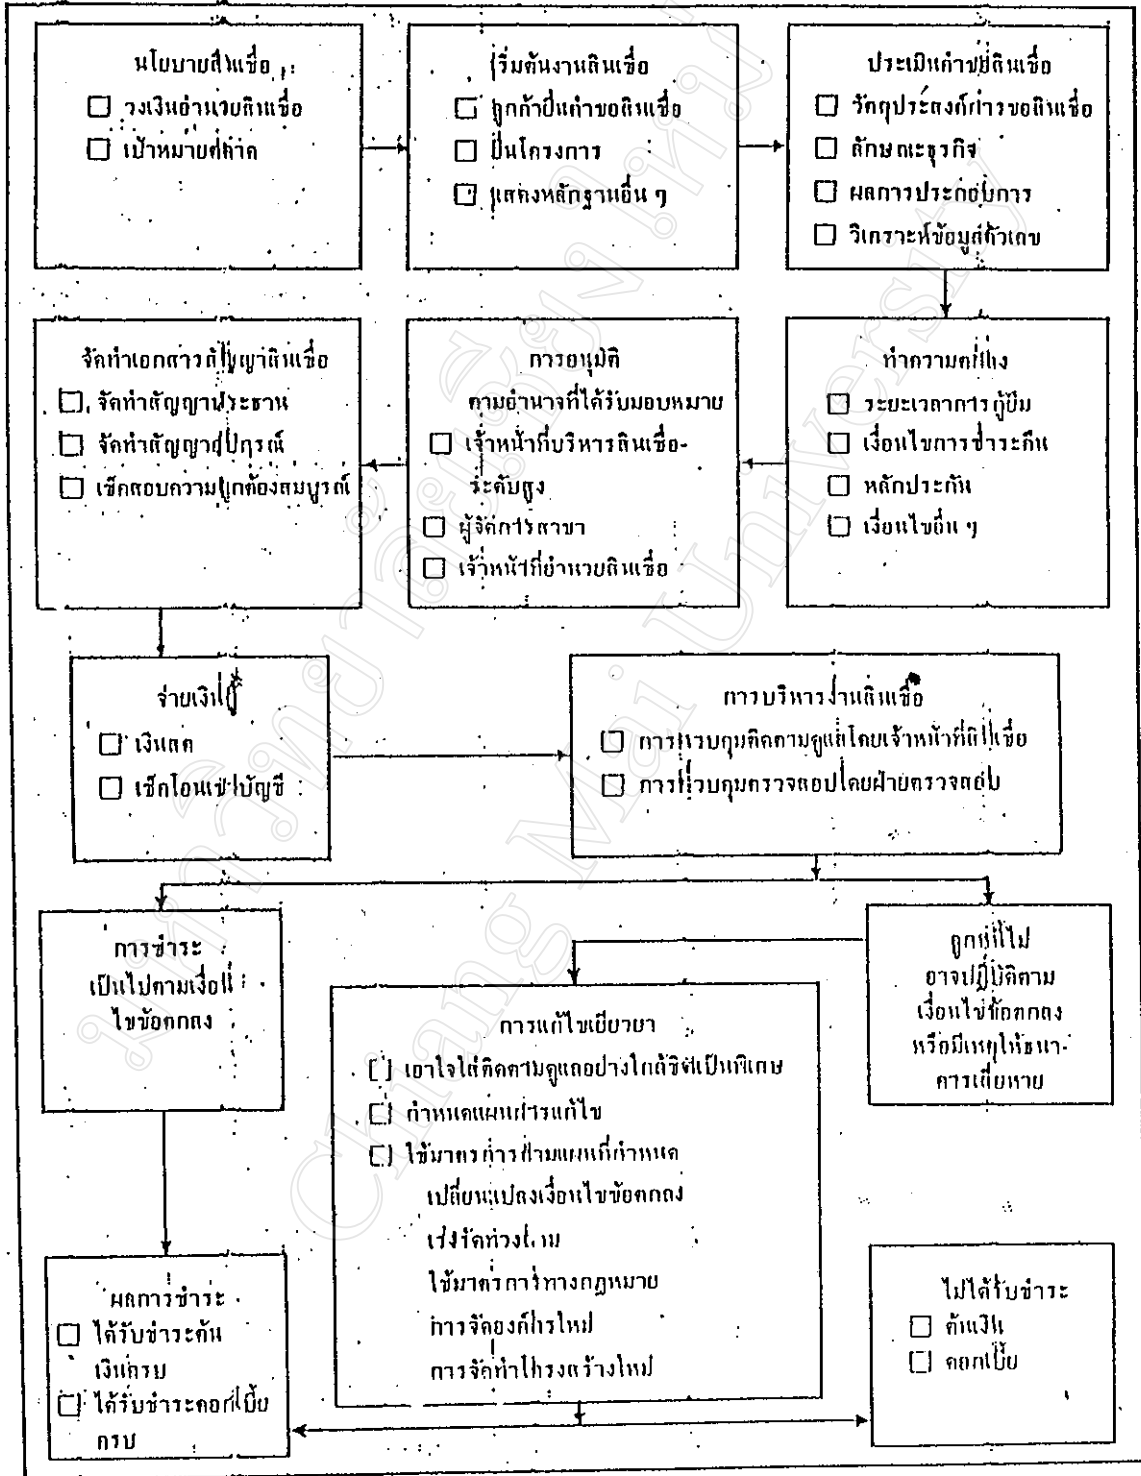 นโยบายสินเชื่อ
□ วงเงินอำนวยสินเชื่อ
□ เป้าหมายตลาด
เริ่มต้นงานสินเชื่อ
□ ลูกค้ายื่นคำขอสินเชื่อ
□ ยื่นโครงการ
□ แสดงหลักฐานอื่น ๆ
ประเมินคำขอสินเชื่อ
□ วัตถุประสงค์การขอสินเชื่อ
□ ลักษณะธุรกิจ
□ ผลการประกอบการ
□ วิเคราะห์ข้อมูลตัวเลข
ทำความตกลง
□ ระยะเวลาการกู้ยืม
□ เงื่อนไขการชำระคืน
□ หลักประกัน
□ เงื่อนไขอื่น ๆ
การอนุมัติ
ตามอำนาจที่ได้รับมอบหมาย
□ เจ้าหน้าที่บริหารสินเชื่อ-
ระดับสูง
□ ผู้จัดการสาขา
□ เจ้าหน้าที่อำนวยสินเชื่อ
จัดทำเอกสารสัญญาสินเชื่อ
□ จัดทำสัญญาประธาน
□ จัดทำสัญญาอุปกรณ์
□ เช็คสอบความถูกต้องสมบูรณ์
จ่ายเงินกู้
□ เงินสด
□ เช็คโอนเข้าบัญชี
การบริหารงานสินเชื่อ
□ การควบคุมติดตามดูแลโดยเจ้าหน้าที่สินเชื่อ
□ การควบคุมตรวจสอบโดยฝ่ายตรวจสอบ
การชำระ
เป็นไปตามเงื่อน
ไขข้อตกลง
ลูกหนี้ไม่
อาจปฏิบัติตาม
เงื่อนไขข้อตกลง
หรือมีเหตุให้ธนา-
คารเสียหาย
การแก้ไขเยียวยา
□ เอาใจใส่ติดตามดูแลอย่างใกล้ชิดเป็นพิเศษ
□ กำหนดแผนการแก้ไข
□ ใช้มาตรการตามแผนที่กำหนด
เปลี่ยนแปลงเงื่อนไขข้อตกลง
เร่งรัดทวงถาม
ใช้มาตรการทางกฎหมาย
การจัดองค์กรใหม่
การจัดทำโครงสร้างใหม่
ผลการชำระ
□ ได้รับชำระต้น
เงินครบ
□ ได้รับชำระดอกเบี้ย
ครบ
ไม่ได้รับชำระ
□ ต้นเงิน
□ ดอกเบี้ย
มหาวิทยาลัยเชียงใหม่
Chiang Mai University